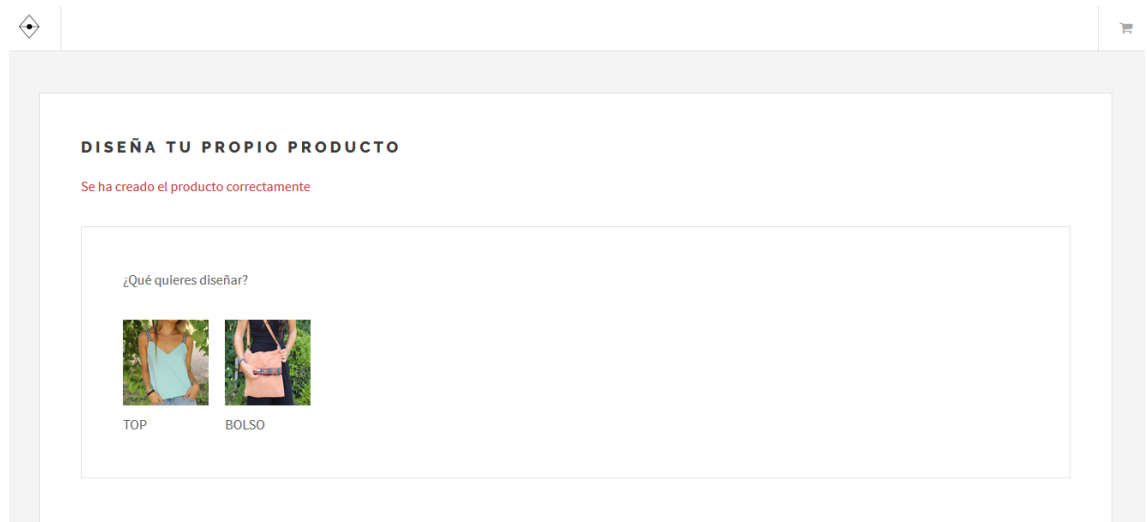 DISEÑA TU PROPIO PRODUCTO
Se ha creado el producto correctamente
¿Qué quieres diseñar?
TOP BOLSO